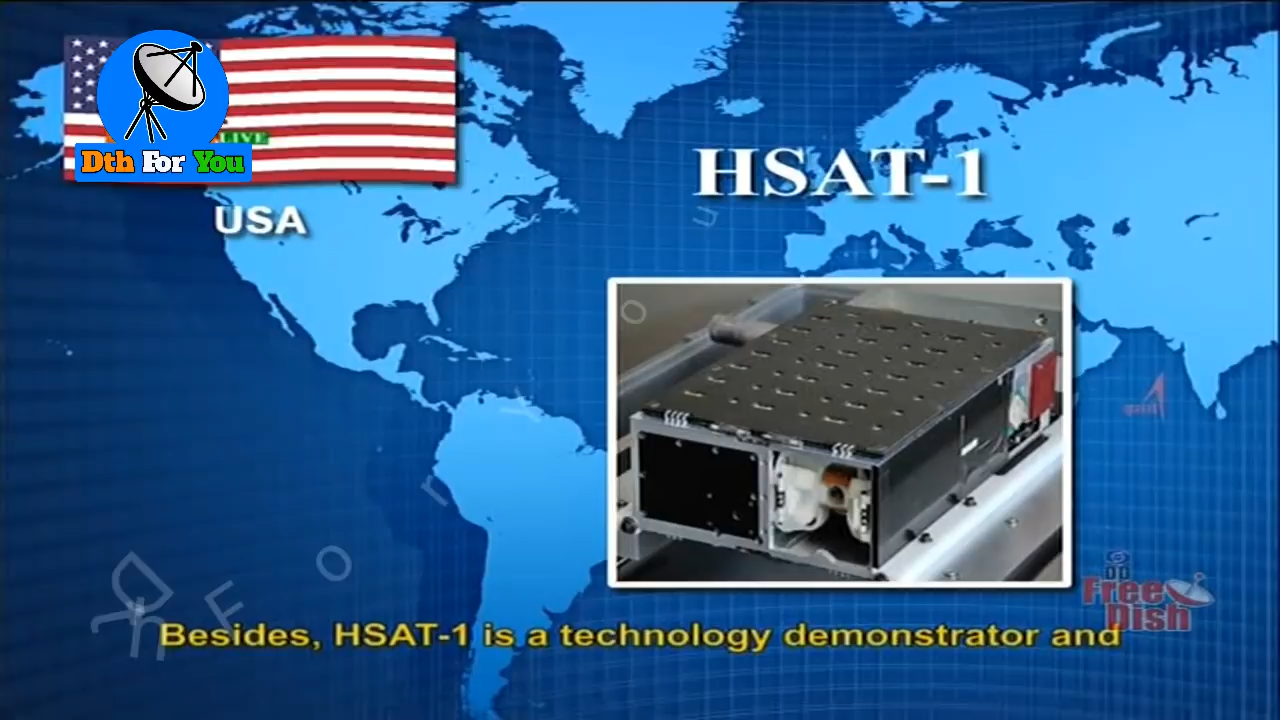 LIVE
Dth For You
USA
HSAT-1
DD
Free
Dish
Besides, HSAT-1 is a technology demonstrator and